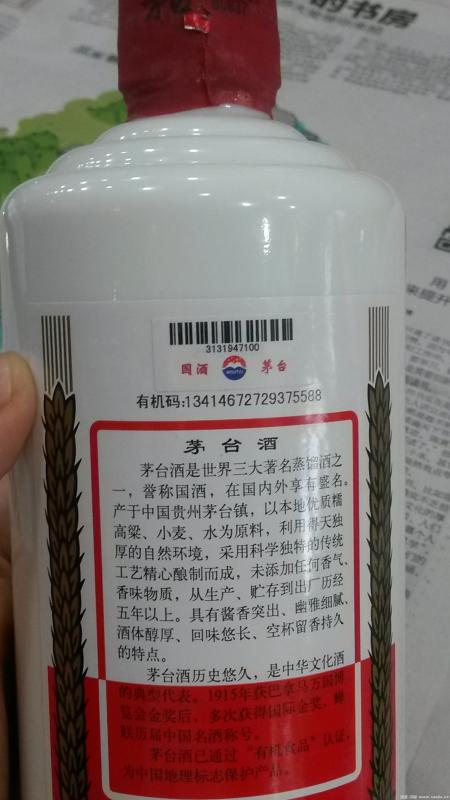 茅台
的书房
3131947100
国酒 茅台
有机码:13414672729375588
茅台酒
茅台酒是世界三大著名蒸馏酒之
一，誉称国酒，在国内外享有盛名。
产于中国贵州茅台镇，以本地优质糯
高粱、小麦、水为原料，利用得天独
厚的自然环境，采用科学独特的传统
工艺精心酿制而成，未添加任何香气、
香味物质，从生产、贮存到出厂历经
五年以上。具有酱香突出、幽雅细腻、
酒体醇厚、回味悠长、空杯留香持久
的特点。
茅台酒历史悠久，是中华文化酒
的典型代表。1915年获巴拿马万国博
览会金奖后，多次获得国际金奖，蝉
联历届中国名酒称号。
茅台酒已通过“有机食品”认证，
为中国地理标志保护产品。